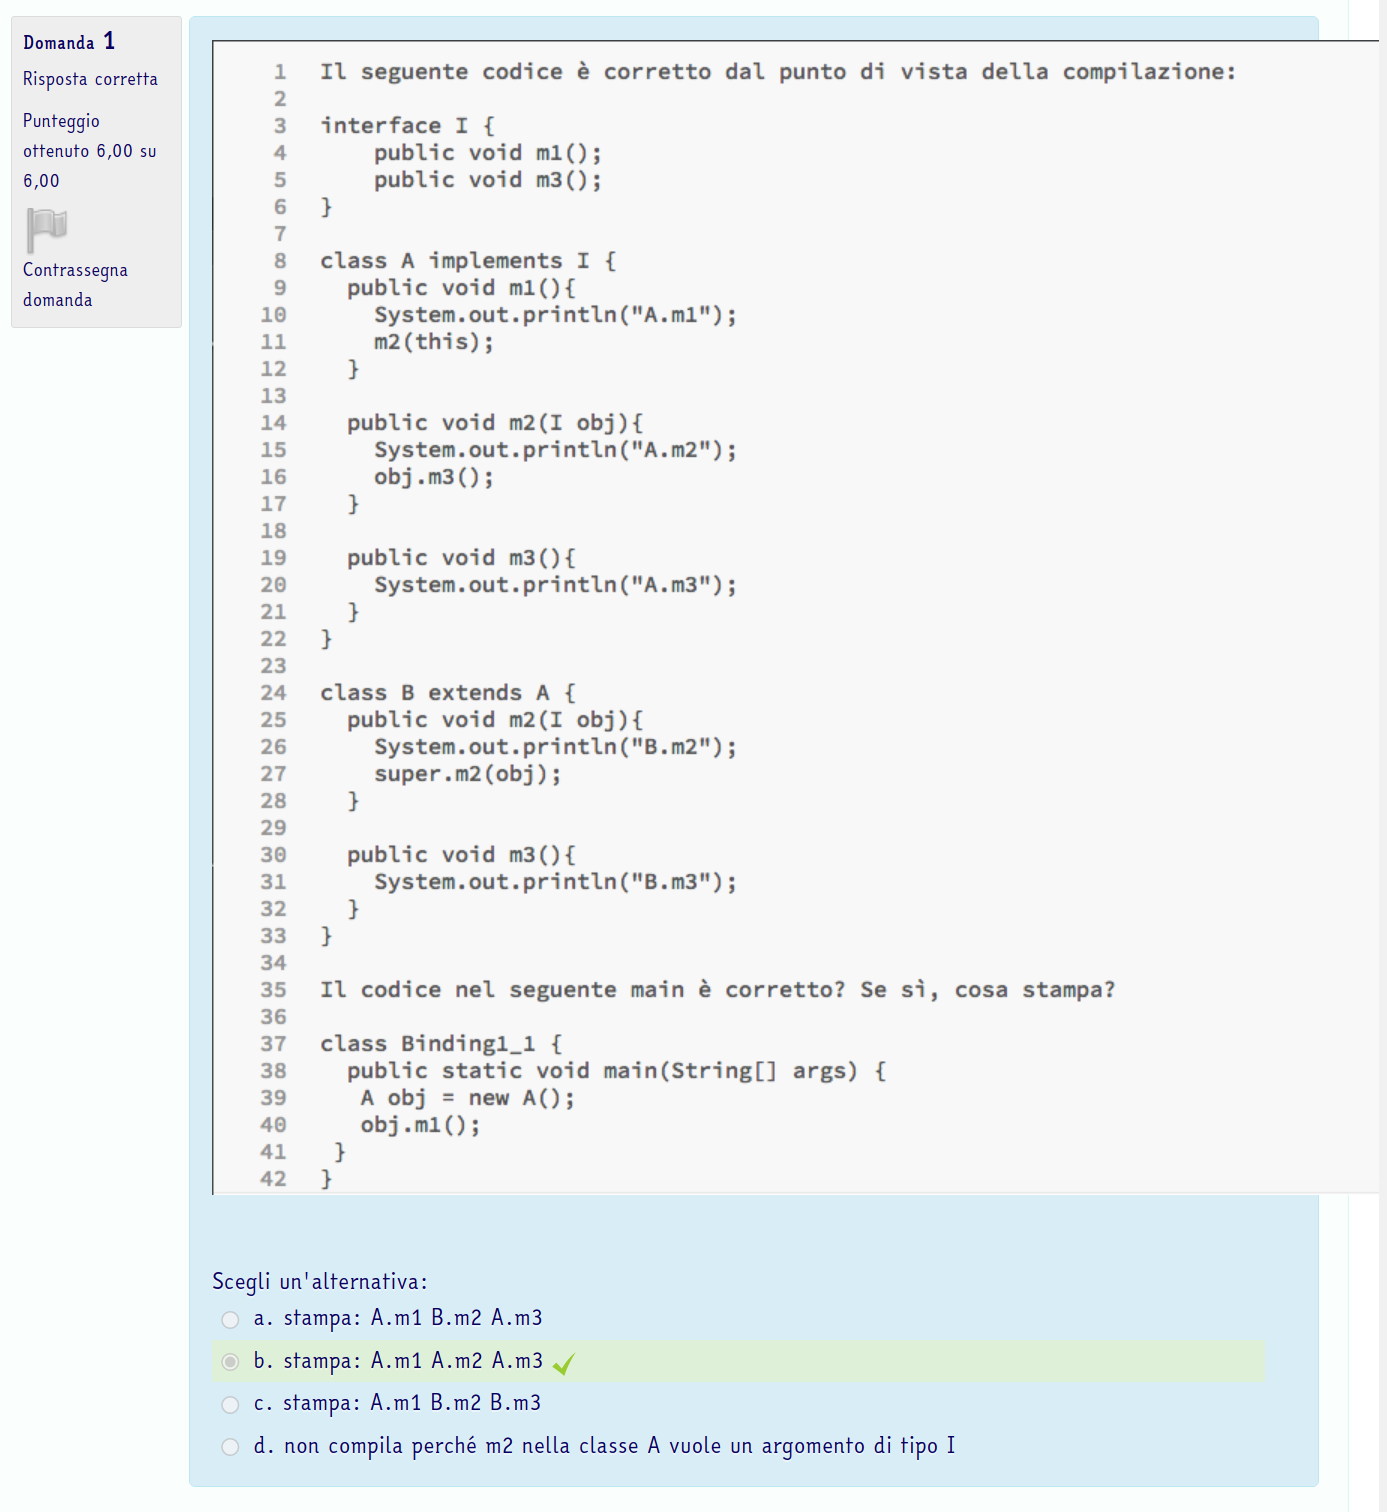 Domanda 1
Risposta corretta
Punteggio
ottenuto 6,00 su
6,00
Contrassegna
domanda
1 Il seguente codice è corretto dal punto di vista della compilazione:
2
3 interface I {
4     public void m1();
5     public void m3();
6 }
7
8 class A implements I {
9   public void m1(){
10     System.out.println("A.m1");
11     m2(this);
12   }
13
14   public void m2(I obj){
15     System.out.println("A.m2");
16     obj.m3();
17   }
18
19   public void m3(){
20     System.out.println("A.m3");
21   }
22 }
23
24 class B extends A {
25   public void m2(I obj){
26     System.out.println("B.m2");
27     super.m2(obj);
28   }
29
30   public void m3(){
31     System.out.println("B.m3");
32   }
33 }
34
35 Il codice nel seguente main è corretto? Se sì, cosa stampa?
36
37 class Binding1_1 {
38   public static void main(String[] args) {
39    A obj = new A();
40    obj.m1();
41  }
42 }
Scegli un'alternativa:
a. stampa: A.m1 B.m2 A.m3
b. stampa: A.m1 A.m2 A.m3
c. stampa: A.m1 B.m2 B.m3
d. non compila perché m2 nella classe A vuole un argomento di tipo I